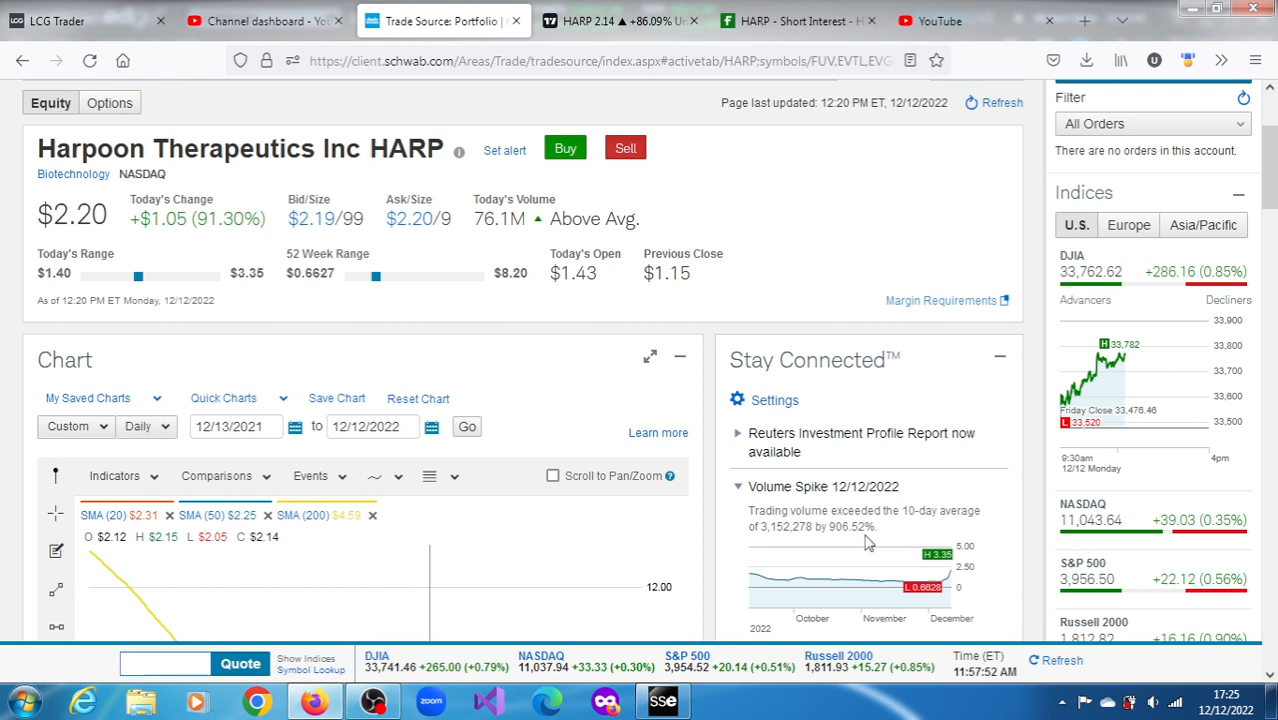 LCG Trader
Channel dashboard - Yo
Trade Source: Portfolio |
HARP 2.14 ▲ +86.09% Un
HARP - Short Interest - H
YouTube
https://client.schwab.com/Areas/Trade/tradesource/index.aspx#activetab/HARP:symbols/FUV,EVTL,EVG
Equity
Options
Page last updated: 12:20 PM ET, 12/12/2022
Refresh
Harpoon Therapeutics Inc HARP
Set alert
Buy
Sell
Biotechnology NASDAQ
$2.20
Today's Change
+$1.05 (91.30%)
Bid/Size
$2.19/99
Ask/Size
$2.20/9
Today's Volume
76.1M ▲ Above Avg.
Today's Range
$1.40 $3.35
52 Week Range
$0.6627 $8.20
Today's Open
$1.43
Previous Close
$1.15
As of 12:20 PM ET Monday, 12/12/2022
Margin Requirements
Chart
My Saved Charts
Quick Charts
Save Chart
Reset Chart
Custom
Daily
12/13/2021
to
12/12/2022
Go
Learn more
Indicators
Comparisons
Events
Scroll to Pan/Zoom
SMA (20) $2.31
SMA (50) $2.25
SMA (200) $4.59
O $2.12 H $2.15 L $2.05 C $2.14
12.00
Stay Connected™
Settings
Reuters Investment Profile Report now
available
Volume Spike 12/12/2022
Trading volume exceeded the 10-day average
of 3,152,278 by 906.52%.
H 3.35
5.00
2.50
L 0.6628
0
October
November
December
2022
Filter
All Orders
There are no orders in this account.
Indices
U.S.
Europe
Asia/Pacific
DJIA
33,762.62 +286.16 (0.85%)
Advancers
Decliners
33,900
H 33,782
33,800
33,700
33,600
Friday Close 33,476.46
L 33,520
33,500
9:30am
4pm
12/12 Monday
NASDAQ
11,043.64 +39.03 (0.35%)
S&P 500
3,956.50 +22.12 (0.56%)
Russell 2000
1,812.82 +16.16 (0.90%)
Quote
Show Indices
Symbol Lookup
DJIA
33,741.46 +265.00 (+0.79%)
NASDAQ
11,037.94 +33.33 (+0.30%)
S&P 500
3,954.52 +20.14 (+0.51%)
Russell 2000
1,811.93 +15.27 (+0.85%)
Time (ET)
11:57:52 AM
Refresh
zoom
SSE
17:25
12/12/2022